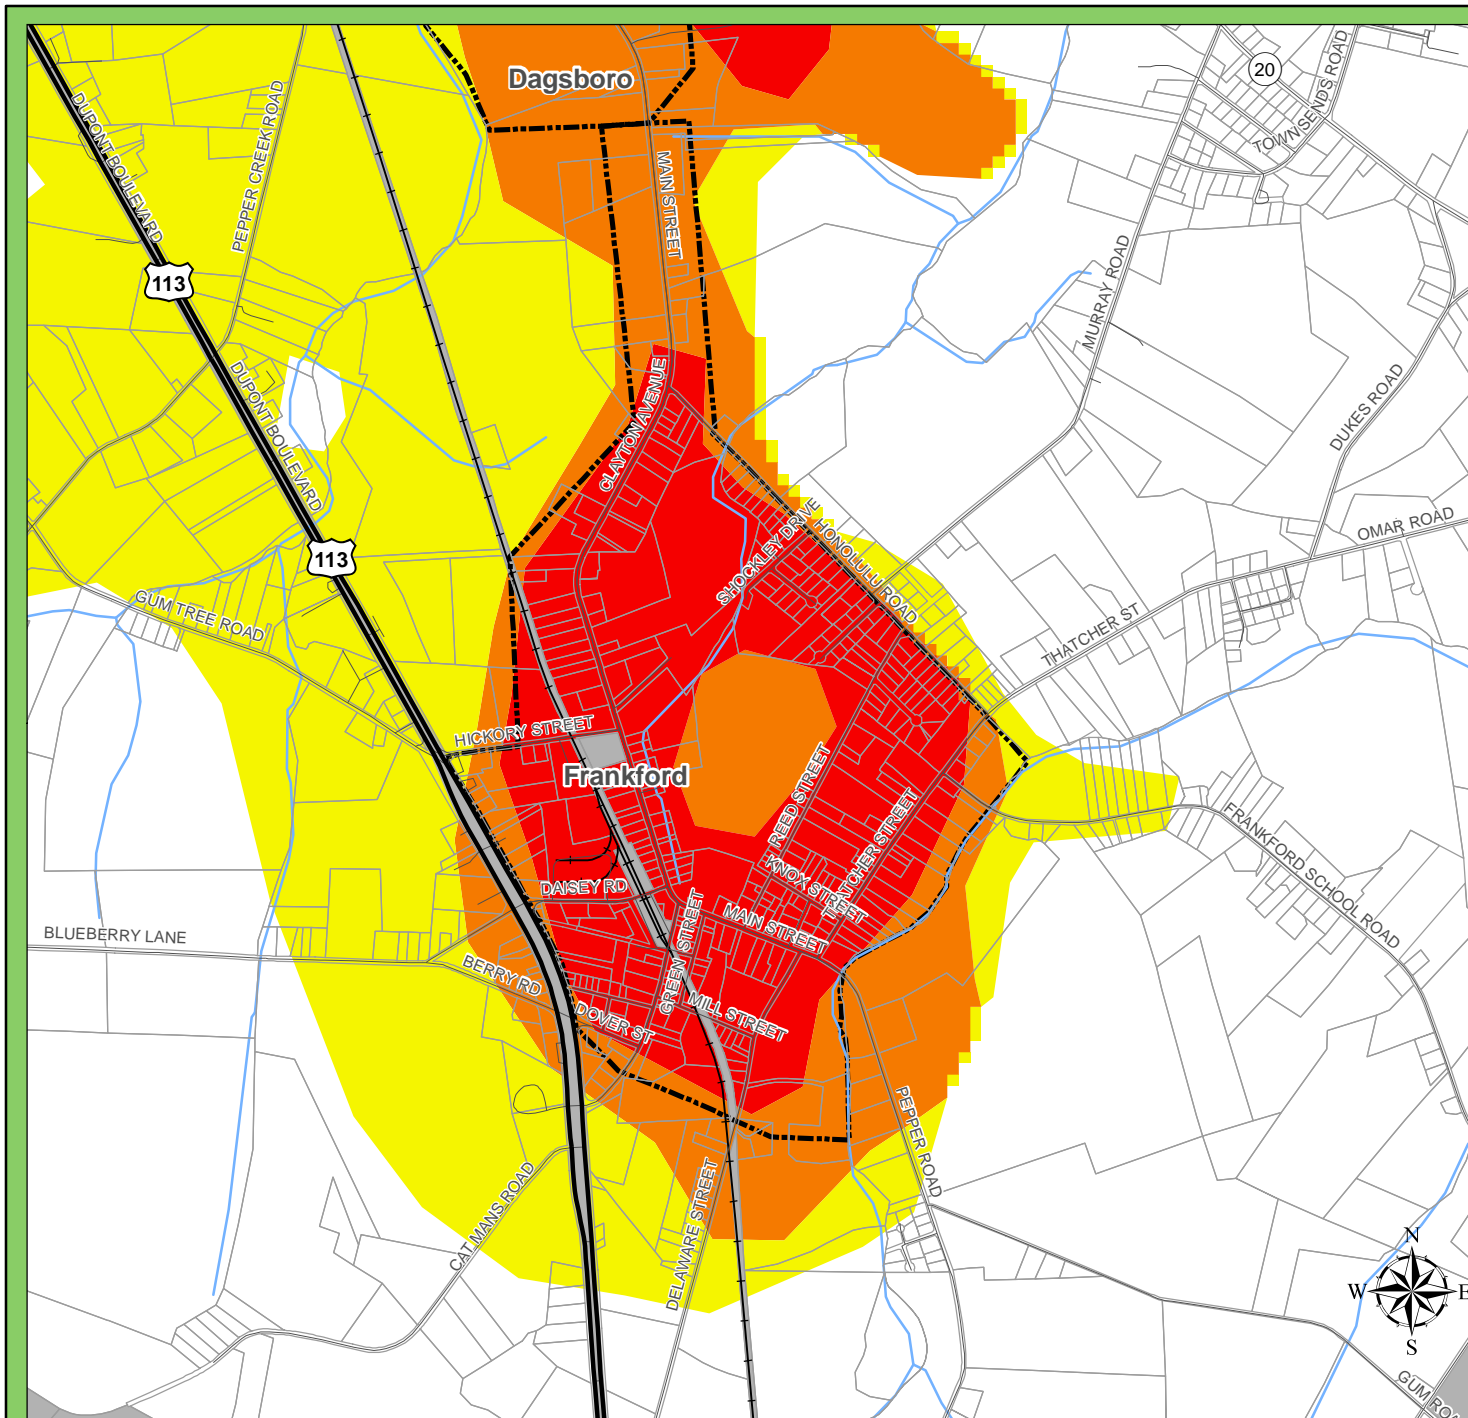 Dagsboro
20
TOWNSENDS ROAD
DUPONT BOULEVARD
PEPPER CREEK ROAD
MAIN STREET
113
MURRAY ROAD
DUPONT BOULEVARD
CLAYTON AVENUE
DUKES ROAD
113
SHOCKLEY DRIVE
HONOLULU ROAD
OMAR ROAD
GUM TREE ROAD
THATCHER ST
HICKORY STREET
Frankford
REED STREET
THATCHER STREET
FRANKFORD SCHOOL ROAD
KNOX STREET
DAISEY RD
MAIN STREET
GREEN STREET
BLUEBERRY LANE
BERRY RD
MILL STREET
DOVER ST
PEPPER ROAD
CAT MANS ROAD
DELAWARE STREET
N
W
E
S
GUM ROA